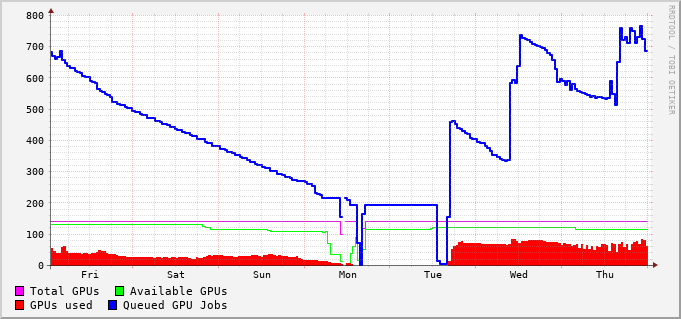 800
700
600
500
400
300
200
100
0
Fri Sat Sun Mon Tue Wed Thu
Total GPUs Available GPUs
GPUs used Queued GPU Jobs
RRDTOOL / TOBI OETIKER